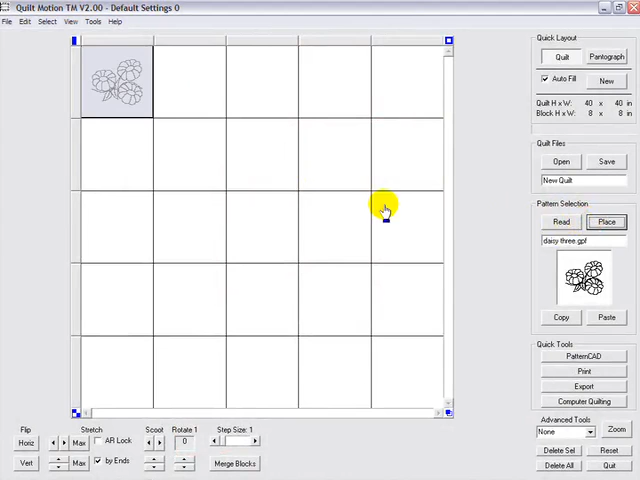 Quilt Motion TM V2.00 - Default Settings 0
File Edit Select View Tools Help
Quick Layout
Quilt Pantograph
Auto Fill New
Quilt H x W: 40 x 40 in
Block H x W: 8 x 8 in
Quilt Files
Open Save
New Quilt
Pattern Selection
Read Place
daisy three.gpf
Copy Paste
Quick Tools
PatternCAD
Print
Export
Computer Quilting
Advanced Tools
None Zoom
Delete Sel Reset
Delete All Quit
Flip Stretch Scoot Rotate 1 Step Size: 1
Horiz Max AR Lock 0
Vert Max by Ends Merge Blocks